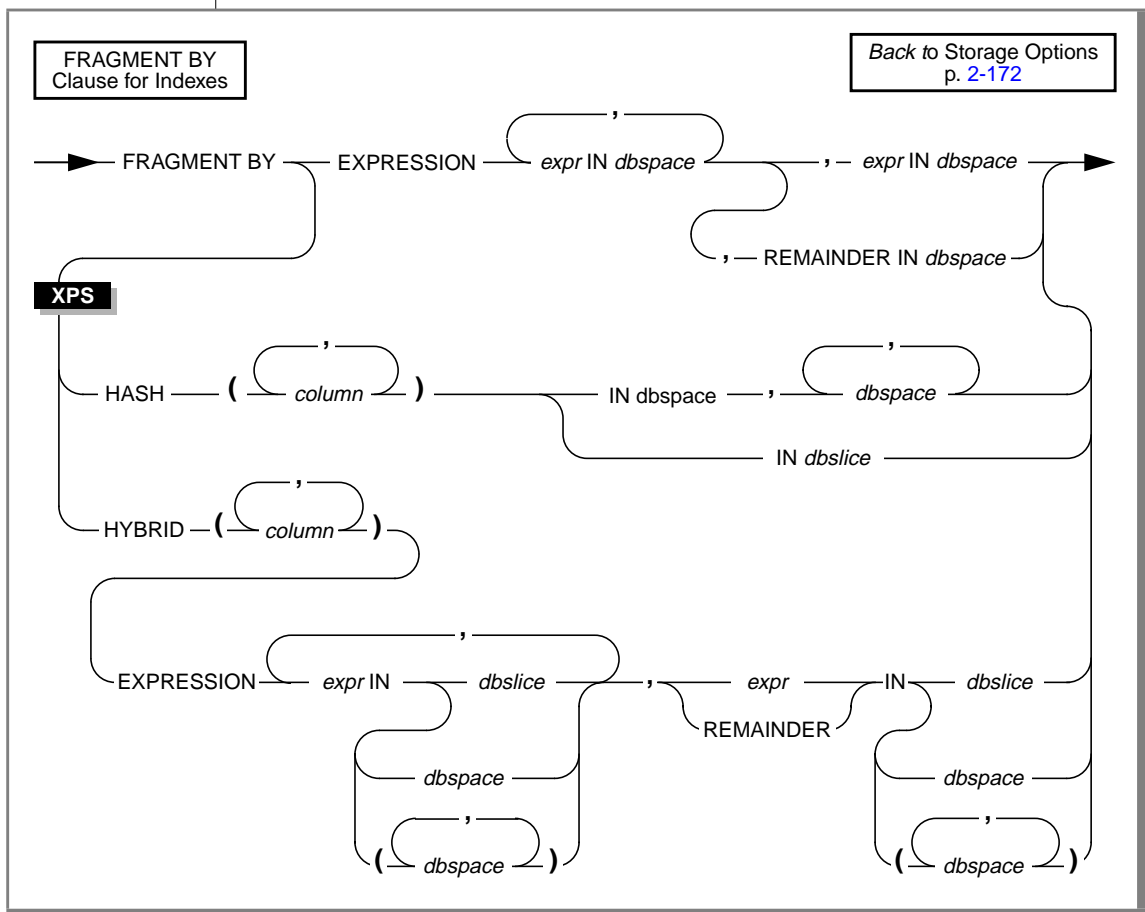 FRAGMENT BY
Clause for Indexes
Back to Storage Options
p. 2-172
,
FRAGMENT BY EXPRESSION expr IN dbspace , expr IN dbspace
, REMAINDER IN dbspace
XPS
, ,
HASH ( column ) IN dbspace , dbspace
IN dbslice
,
HYBRID ( column )
,
EXPRESSION expr IN dbslice , expr IN dbslice
REMAINDER
dbspace dbspace
, ,
( dbspace ) ( dbspace )